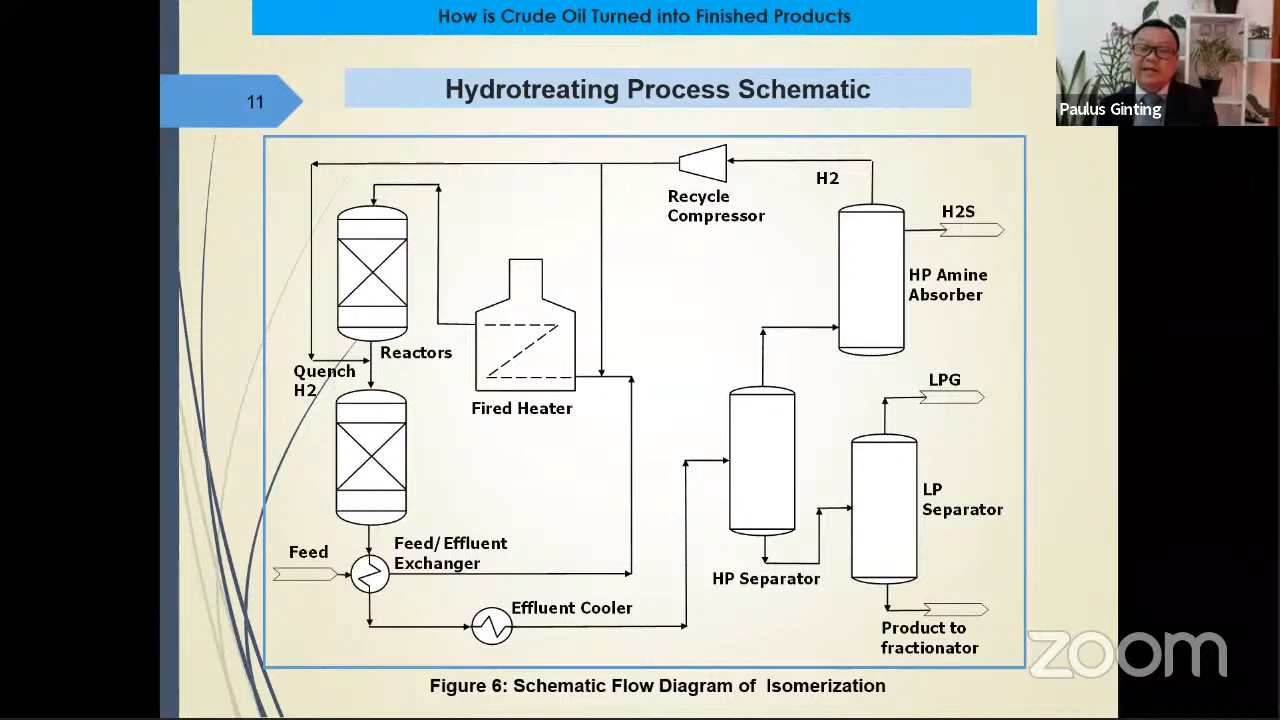 How is Crude Oil Turned into Finished Products
Paulus Ginting
11
Hydrotreating Process Schematic
Recycle
Compressor
H2
H2S
HP Amine
Absorber
Reactors
Quench
H2
Fired Heater
LPG
LP
Separator
Feed
Feed/Effluent
Exchanger
HP Separator
Effluent Cooler
Product to
fractionator
zoom
Figure 6: Schematic Flow Diagram of Isomerization